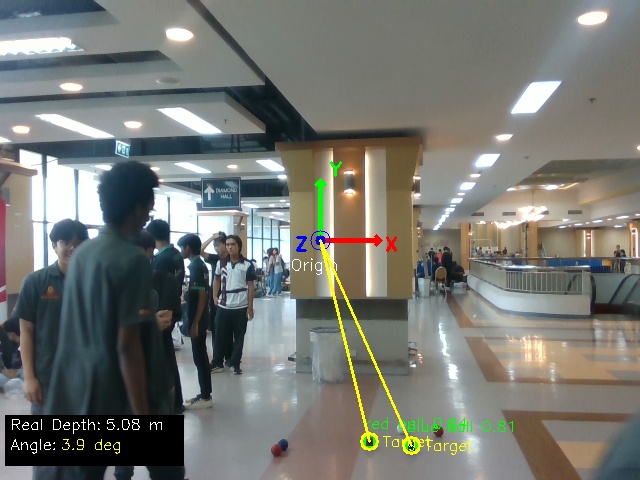 DIAMOND
HALL
Y
Z
X
Origin
0.81
Target
Target
Real Depth: 5.08 m
Angle: 3.9 deg